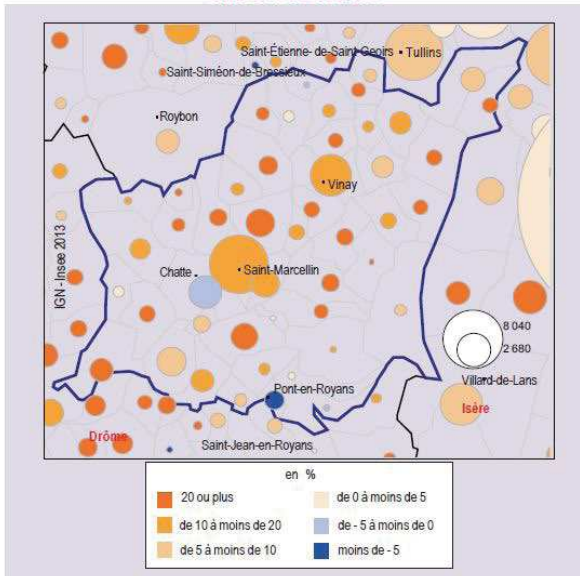 Saint-Étienne- de-Saint-Geoirs
Tullins
Saint-Siméon-de-Bressieux
Roybon
Vinay
IGN - Insee 2013
Chatte
Saint-Marcellin
8 040
2 680
Villard-de-Lans
Pont-en-Royans
Isère
Drôme
Saint-Jean-en-Royans
en %
20 ou plus
de 10 à moins de 20
de 5 à moins de 10
de 0 à moins de 5
de - 5 à moins de 0
moins de - 5